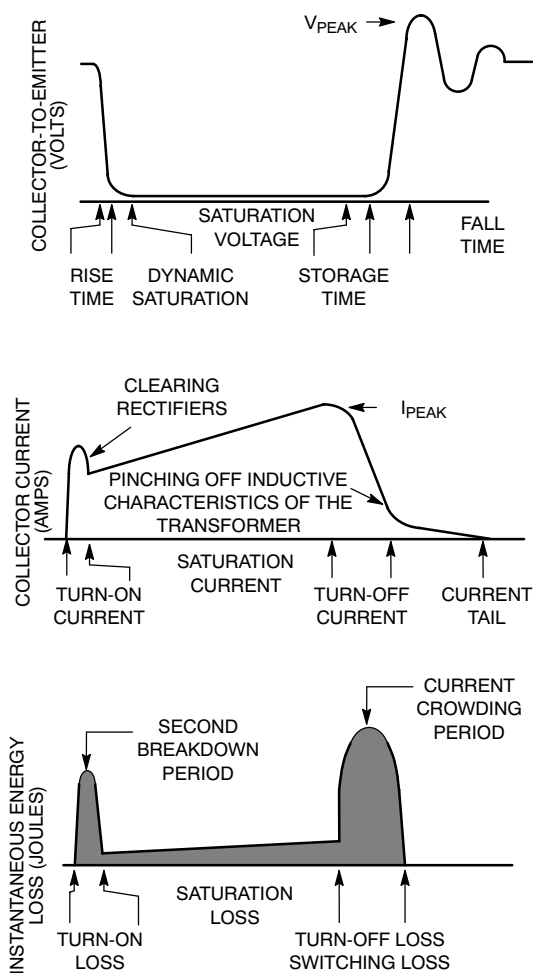 COLLECTOR-TO-EMITTER
(VOLTS)
VPEAK
SATURATION
VOLTAGE
FALL
TIME
RISE
TIME
DYNAMIC
SATURATION
STORAGE
TIME
COLLECTOR CURRENT
(AMPS)
CLEARING
RECTIFIERS
IPEAK
PINCHING OFF INDUCTIVE
CHARACTERISTICS OF THE
TRANSFORMER
SATURATION
CURRENT
TURN-ON
CURRENT
TURN-OFF
CURRENT
CURRENT
TAIL
INSTANTANEOUS ENERGY
LOSS (JOULES)
SECOND
BREAKDOWN
PERIOD
CURRENT
CROWDING
PERIOD
SATURATION
LOSS
TURN-ON
LOSS
TURN-OFF LOSS
SWITCHING LOSS